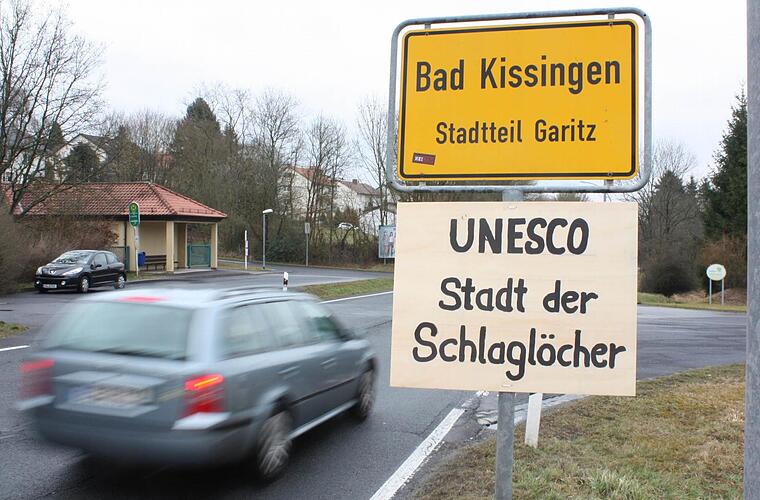 Bad Kissingen
Stadtteil Garitz
UNESCO
Stadt der
Schlaglöcher